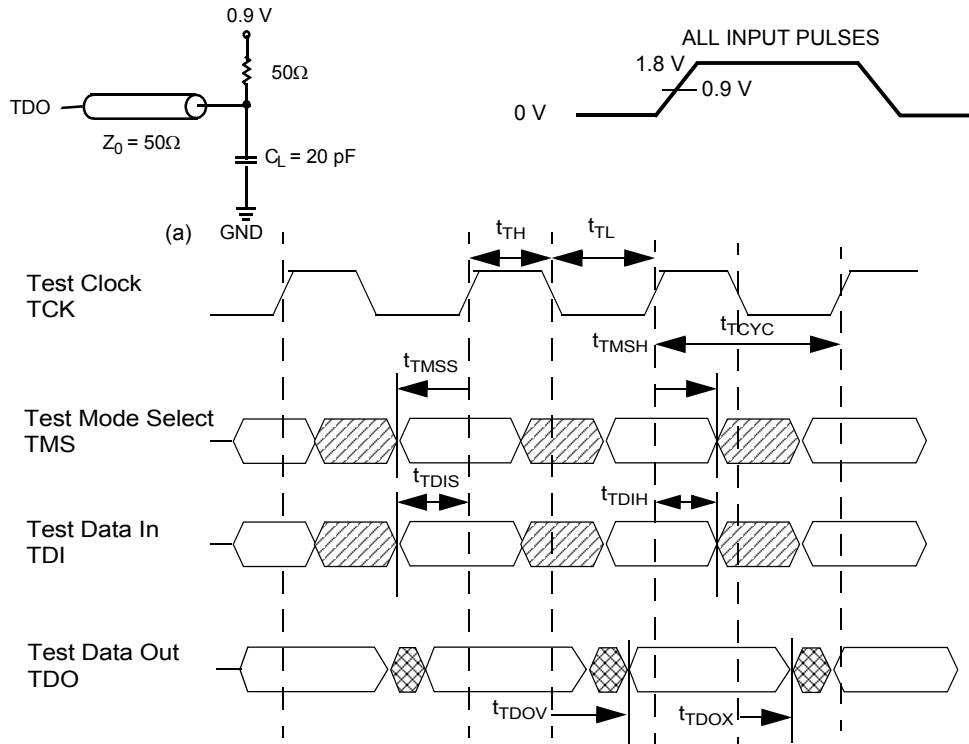 0.9 V
50Ω
TDO
Z0 = 50Ω
CL = 20 pF
(a)
GND
ALL INPUT PULSES
1.8 V
0.9 V
0 V
tTH
tTL
Test Clock
TCK
tTCYC
tTMSH
tTMSS
Test Mode Select
TMS
tTDIS
tTDIH
Test Data In
TDI
Test Data Out
TDO
tTDOV
tTDOX